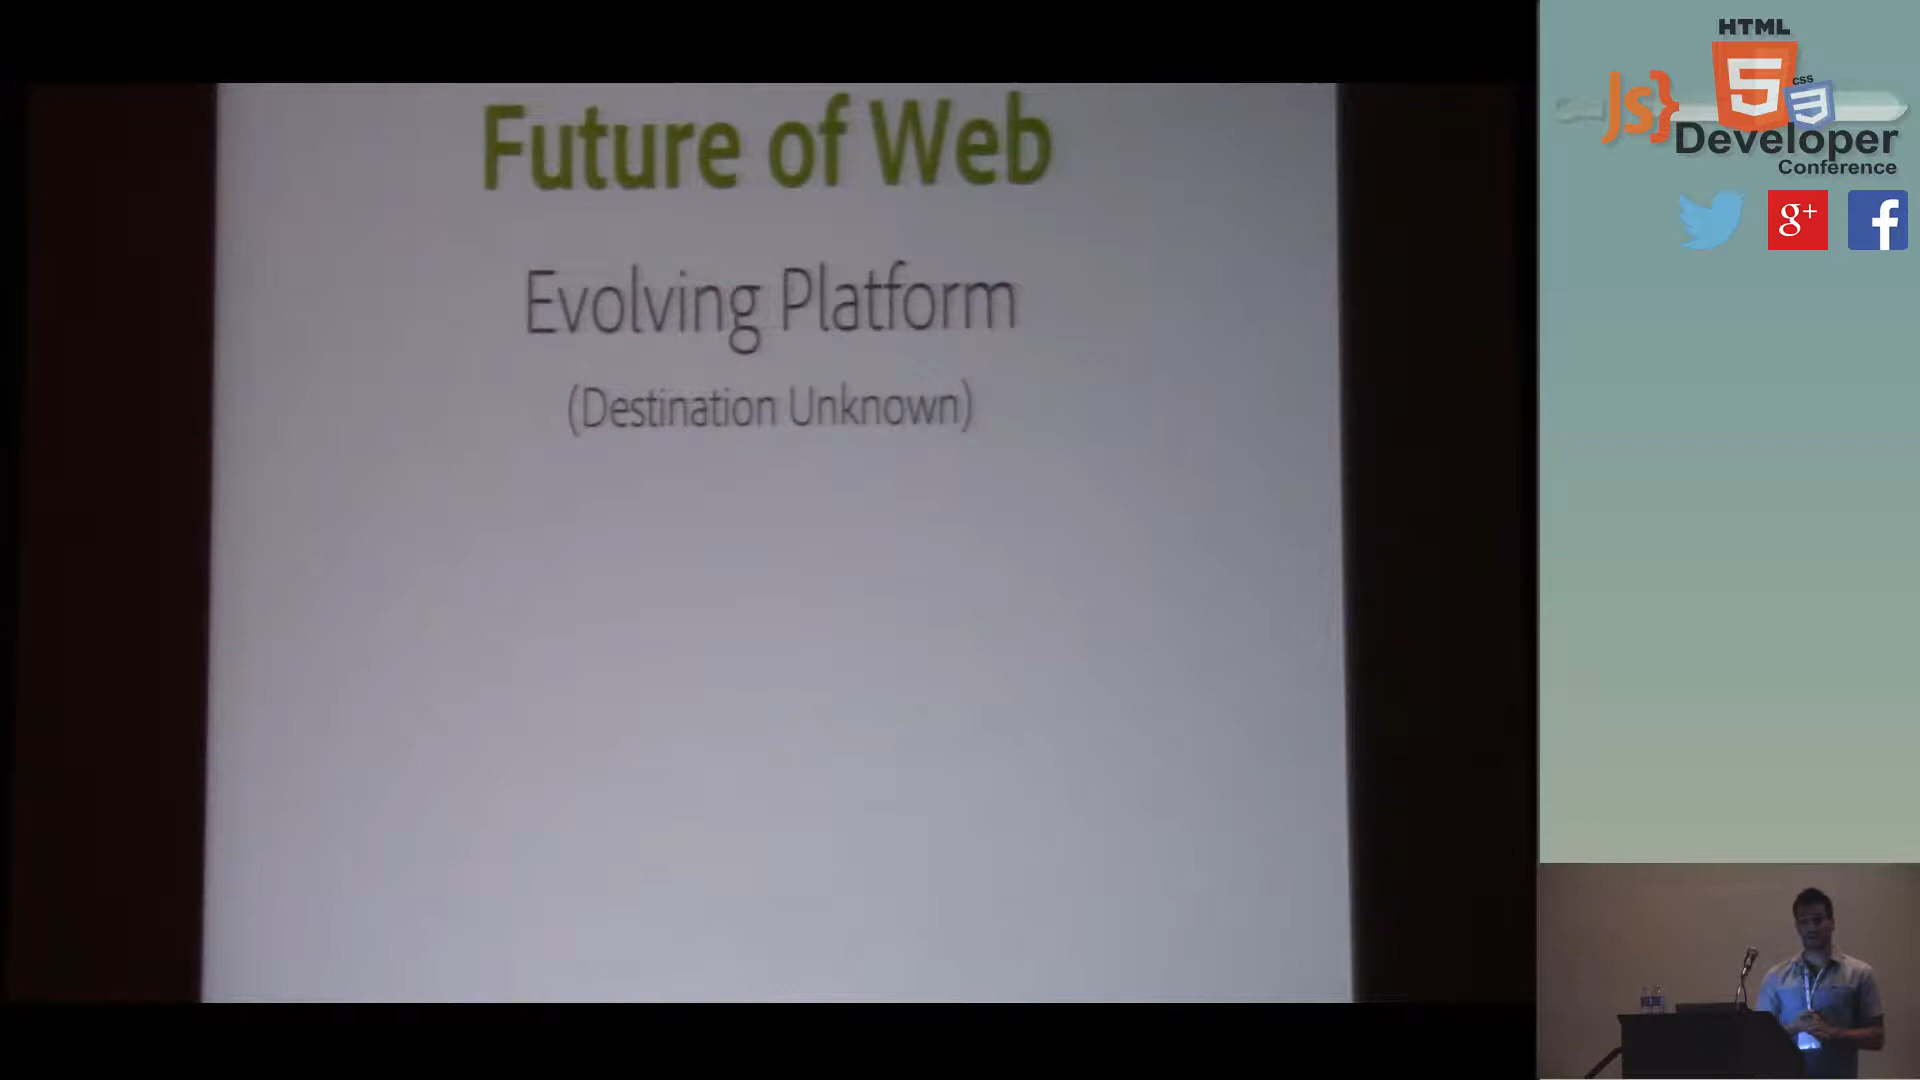 Future of Web
Evolving Platform
(Destination Unknown)
HTML
5
JS}
CSS
3
Developer
Conference
g+
f